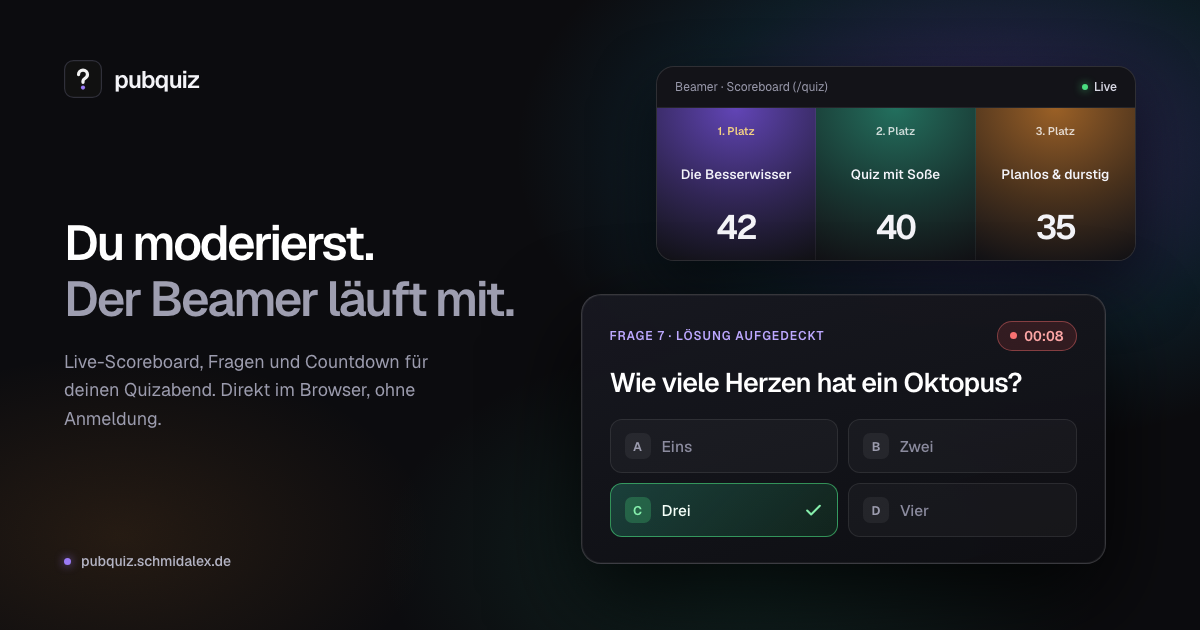 ?
pubquiz
Du moderierst.
Der Beamer läuft mit.
Live-Scoreboard, Fragen und Countdown für
deinen Quizabend. Direkt im Browser, ohne
Anmeldung.
pubquiz.schmidalex.de
Beamer · Scoreboard (/quiz)
Live
1. Platz
Die Besserwisser
42
2. Platz
Quiz mit Soße
40
3. Platz
Planlos & durstig
35
FRAGE 7 · LÖSUNG AUFGEDECKT
00:08
Wie viele Herzen hat ein Oktopus?
A Eins
B Zwei
C Drei
D Vier